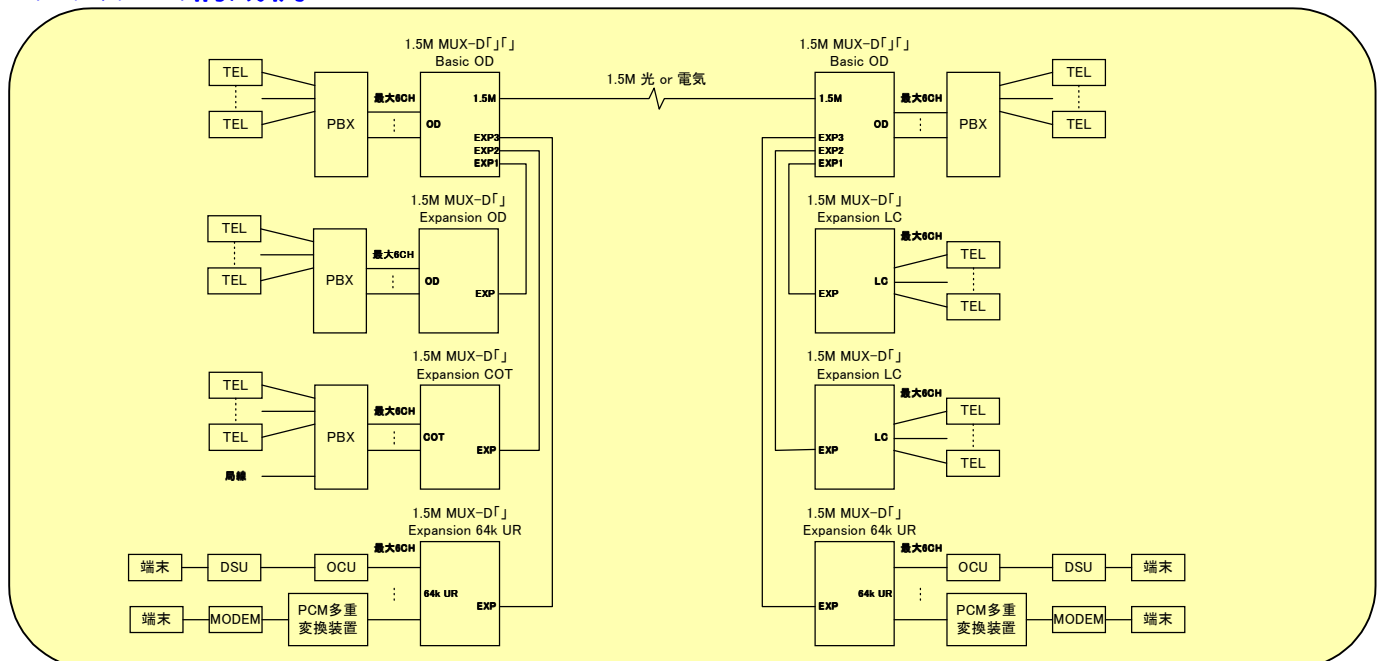 1.5M MUX-D「」「」
Basic OD
TEL
TEL
PBX
最大6CH
OD
1.5M
EXP3
EXP2
EXP1
1.5M 光 or 電気
1.5M MUX-D「」「」
Basic OD
1.5M
OD
EXP3
EXP2
EXP1
最大6CH
PBX
TEL
TEL
1.5M MUX-D「」
Expansion OD
TEL
TEL
PBX
最大6CH
OD
EXP
1.5M MUX-D「」
Expansion LC
EXP
LC
最大6CH
TEL
TEL
1.5M MUX-D「」
Expansion COT
TEL
TEL
局線
PBX
最大6CH
COT
EXP
1.5M MUX-D「」
Expansion LC
EXP
LC
最大6CH
TEL
TEL
1.5M MUX-D「」
Expansion 64k UR
端末
DSU
OCU
最大6CH
64k UR
EXP
端末
MODEM
PCM多重
変換装置
1.5M MUX-D「」
Expansion 64k UR
EXP
64k UR
最大6CH
OCU
DSU
端末
PCM多重
変換装置
MODEM
端末